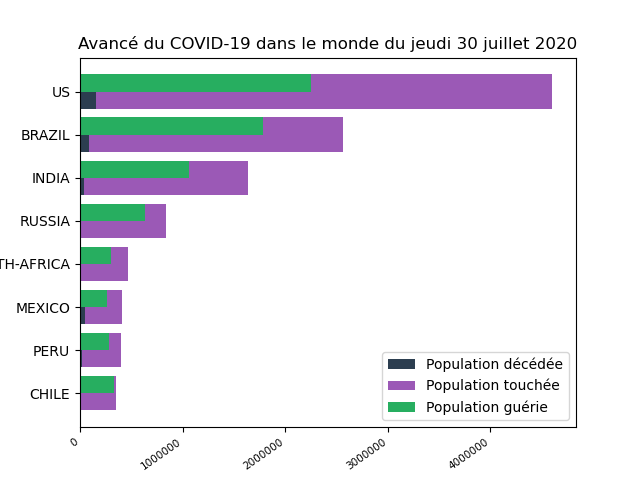 Avancé du COVID-19 dans le monde du jeudi 30 juillet 2020
US
BRAZIL
INDIA
RUSSIA
TH-AFRICA
MEXICO
PERU
CHILE
Population décédée
Population touchée
Population guérie
0
1000000
2000000
3000000
4000000